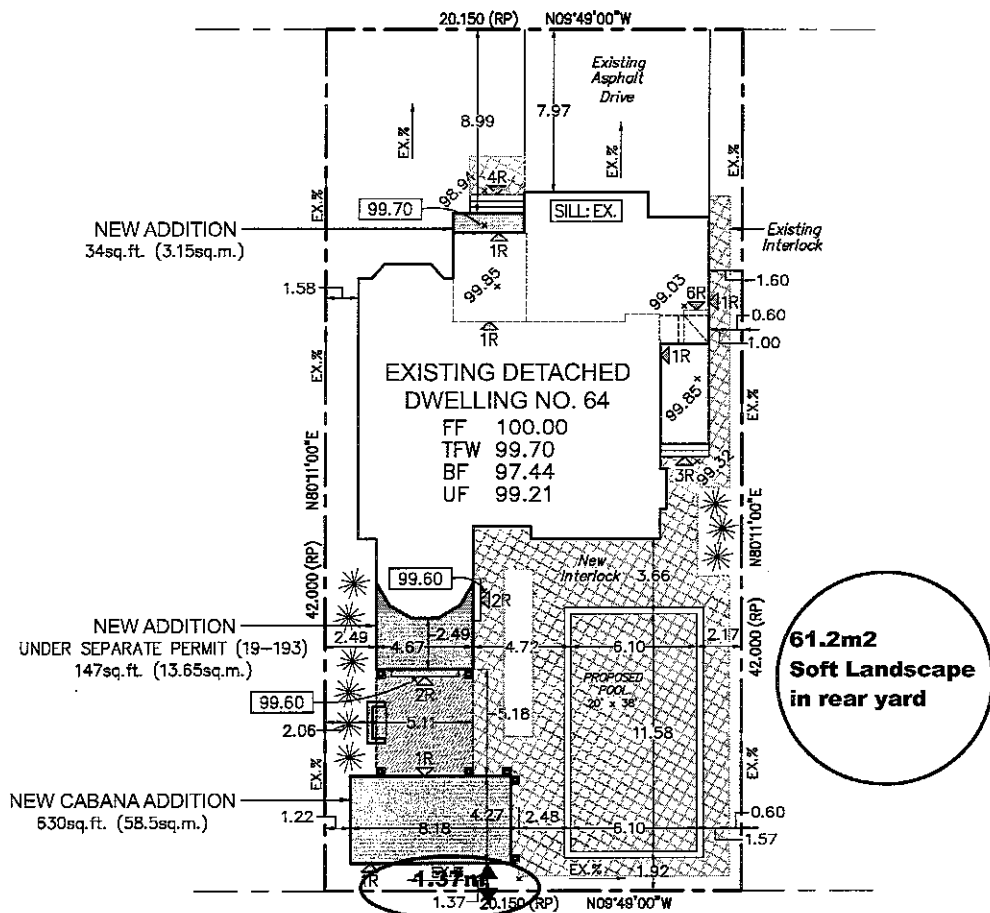 20.150 (RP) N09°49'00"W
Existing
Asphalt
Drive
8.99
7.97
EX.%
EX.%
EX.%
EX.%
98.94
4R
99.70
SILL: EX.
NEW ADDITION
34sq.ft. (3.15sq.m.)
1R
Existing
Interlock
99.85
99.03
6R
1R
1.60
0.60
1.00
1.58
1R
1R
EX.%
EX.%
EXISTING DETACHED
DWELLING NO. 64
FF 100.00
TFW 99.70
BF 97.44
UF 99.21
99.85
3R
99.32
N80°11'00"E
N80°11'00"E
42.000 (RP)
42.000 (RP)
New
Interlock
3.66
99.60
2R
NEW ADDITION
UNDER SEPARATE PERMIT (19-193)
147sq.ft. (13.65sq.m.)
2.49
4.67
2.49
4.72
6.10
2.17
61.2m2
Soft Landscape
in rear yard
PROPOSED
POOL
20' x 38'
99.60
2R
5.18
2.06
5.11
11.58
1R
EX.%
EX.%
NEW CABANA ADDITION
630sq.ft. (58.5sq.m.)
1.22
8.18
4.27
2.48
6.10
0.60
1.57
1R
EX.%
1.37m
EX.%
1.92
1.37
20.150 (RP) N09°49'00"W